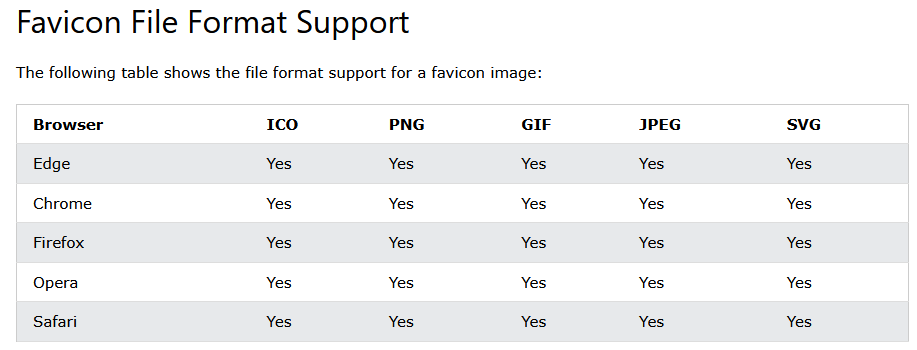 Favicon File Format Support
The following table shows the file format support for a favicon image:
Browser ICO PNG GIF JPEG SVG
Edge Yes Yes Yes Yes Yes
Chrome Yes Yes Yes Yes Yes
Firefox Yes Yes Yes Yes Yes
Opera Yes Yes Yes Yes Yes
Safari Yes Yes Yes Yes Yes